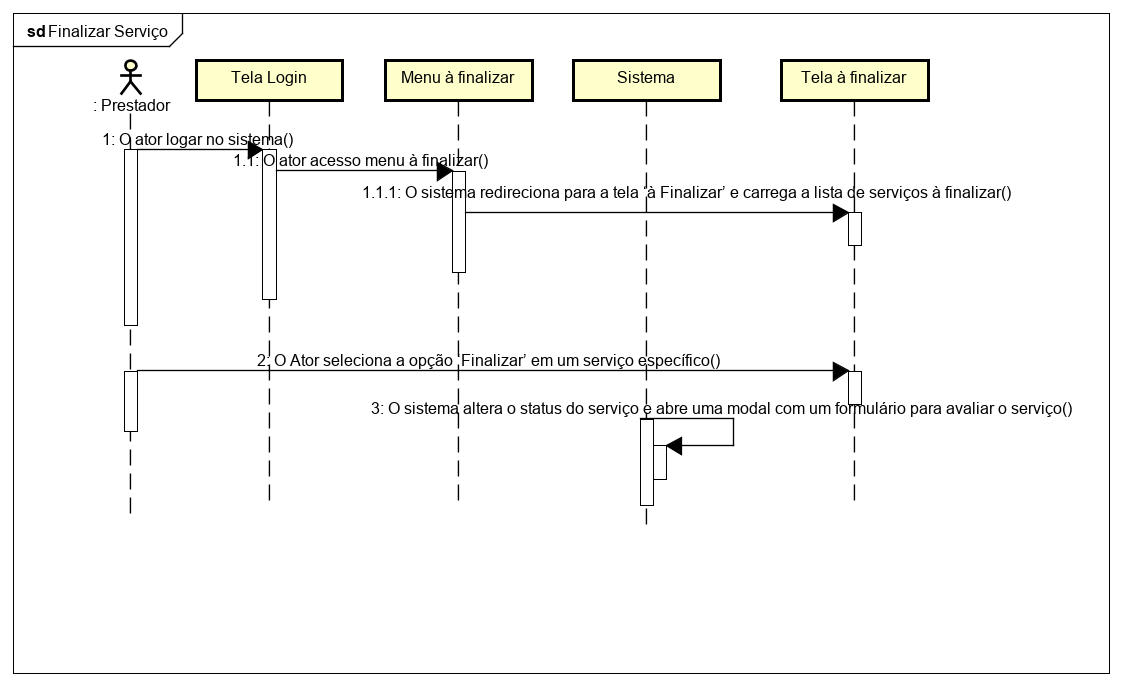 sd Finalizar Serviço
: Prestador
Tela Login
Menu à finalizar
Sistema
Tela à finalizar
1: O ator logar no sistema()
1.1: O ator acesso menu à finalizar()
1.1.1: O sistema redireciona para a tela ‘à Finalizar’ e carrega a lista de serviços à finalizar()
2: O Ator seleciona a opção ‘Finalizar’ em um serviço específico()
3: O sistema altera o status do serviço e abre uma modal com um formulário para avaliar o serviço()